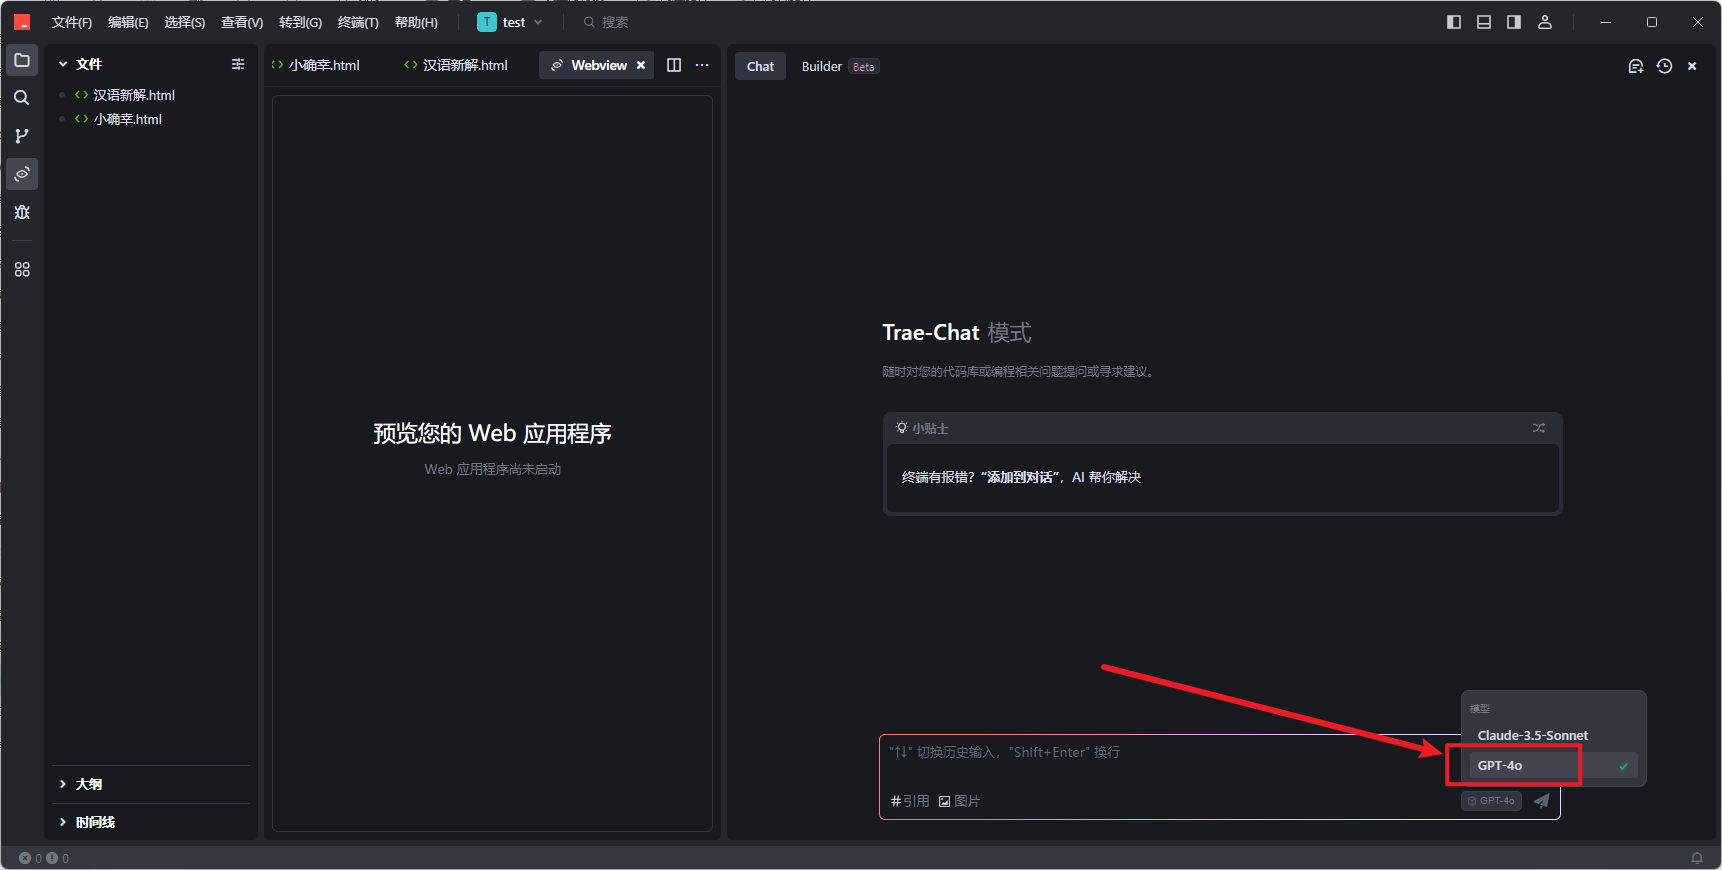 文件(F) 编辑(E) 选择(S) 查看(V) 转到(G) 终端(T) 帮助(H) T test 搜索
文件
汉语新解.html
小确幸.html
大纲
时间线
小确幸.html 汉语新解.html Webview
预览您的 Web 应用程序
Web 应用程序尚未启动
Chat Builder Beta
Trae-Chat 模式
随时对您的代码库或编程相关问题提问或寻求建议。
小贴士
终端有报错？“添加到对话”，AI 帮你解决
模型
Claude-3.5-Sonnet
GPT-4o
"↑↓" 切换历史输入，"Shift+Enter" 换行
#引用 图片 GPT-4o
0 0